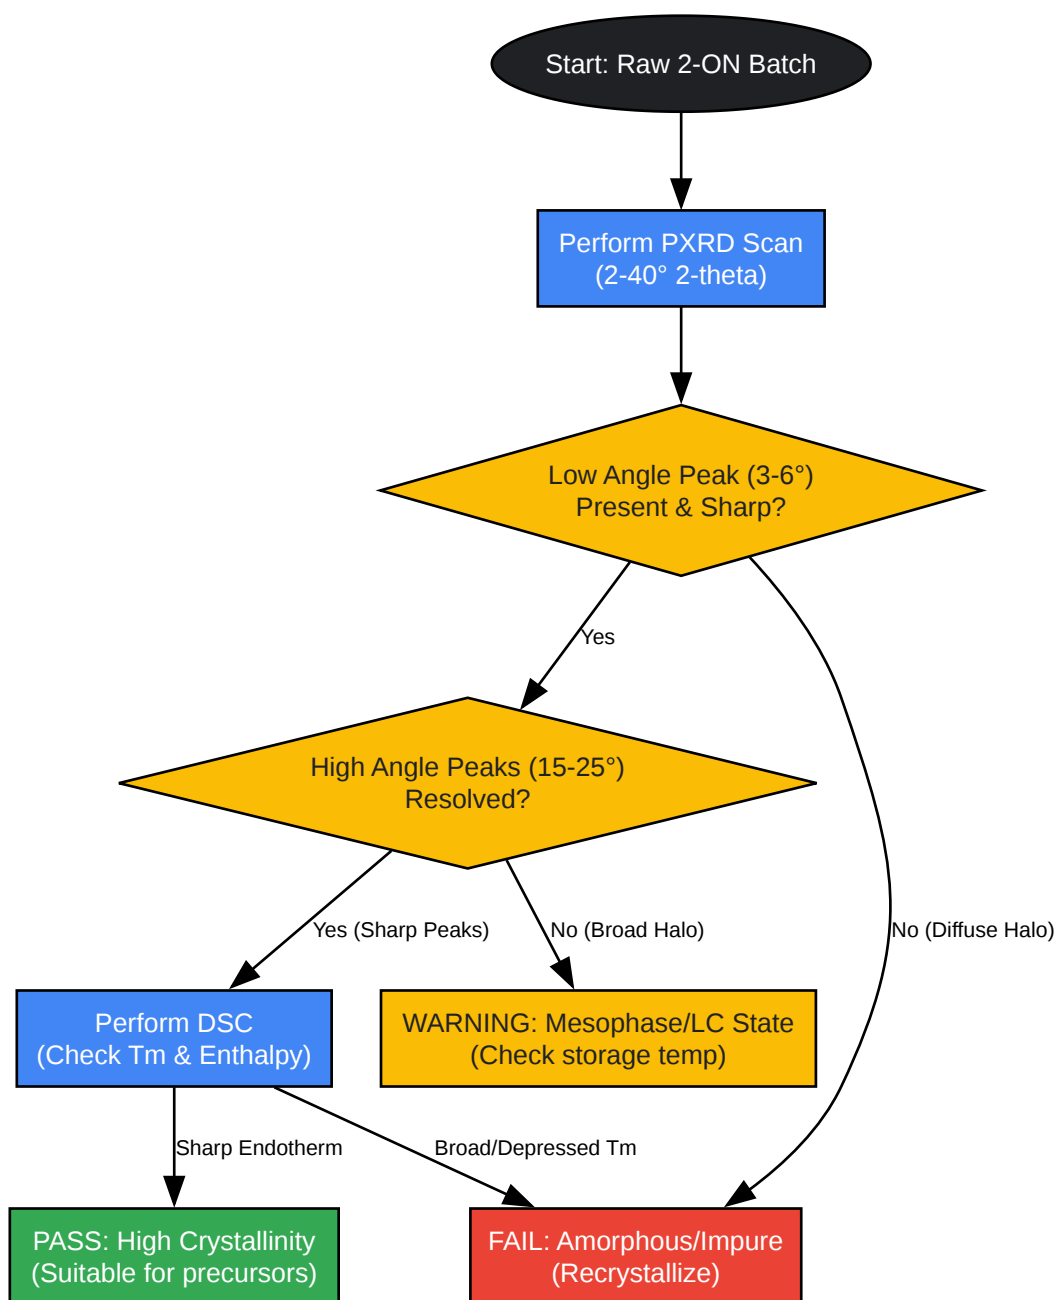 Start: Raw 2-ON Batch
Perform PXRD Scan
(2-40° 2-theta)
Low Angle Peak (3-6°)
Present & Sharp?
Yes
High Angle Peaks (15-25°)
Resolved?
Yes (Sharp Peaks)
No (Broad Halo)
No (Diffuse Halo)
Perform DSC
(Check Tm & Enthalpy)
WARNING: Mesophase/LC State
(Check storage temp)
Sharp Endotherm
Broad/Depressed Tm
PASS: High Crystallinity
(Suitable for precursors)
FAIL: Amorphous/Impure
(Recrystallize)